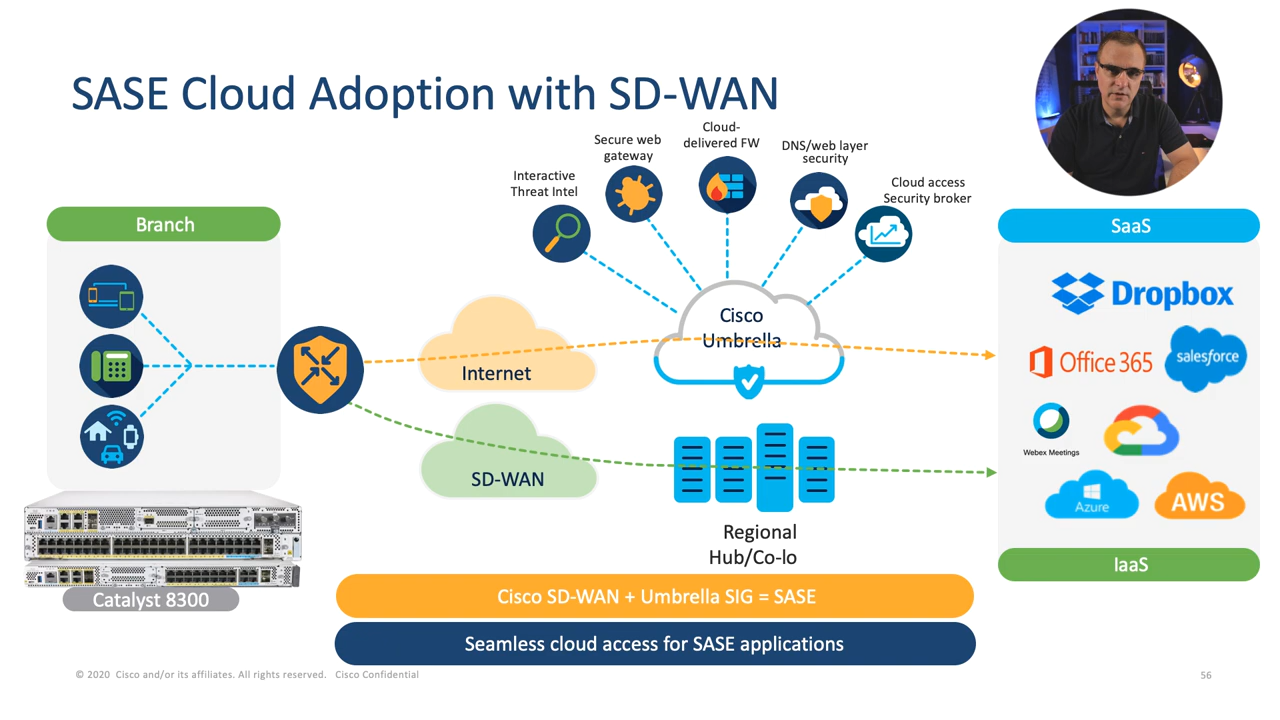 SASE Cloud Adoption with SD-WAN
Interactive
Threat Intel
Secure web
gateway
Cloud-
delivered FW
DNS/web layer
security
Cloud access
Security broker
Branch
Internet
SD-WAN
Cisco
Umbrella
Regional
Hub/Co-lo
SaaS
Dropbox
Office 365
salesforce
Webex Meetings
Azure
AWS
IaaS
Catalyst 8300
Cisco SD-WAN + Umbrella SIG = SASE
Seamless cloud access for SASE applications
© 2020 Cisco and/or its affiliates. All rights reserved. Cisco Confidential
56